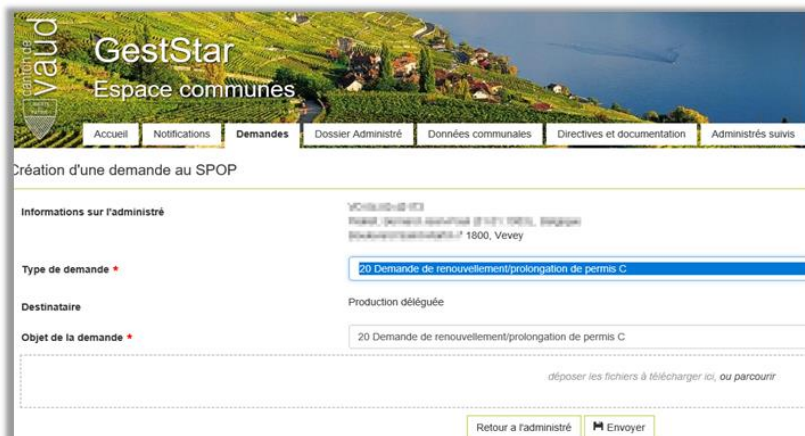 canton de
vaud
GestStar
Espace communes
Accueil Notifications Demandes Dossier Administré Données communales Directives et documentation Administrés suivis
Création d'une demande au SPOP
Informations sur l'administré
1800, Vevey
Type de demande * 20 Demande de renouvellement/prolongation de permis C
Destinataire Production déléguée
Objet de la demande * 20 Demande de renouvellement/prolongation de permis C
déposer les fichiers à télécharger ici, ou parcourir
Retour a l'administré Envoyer